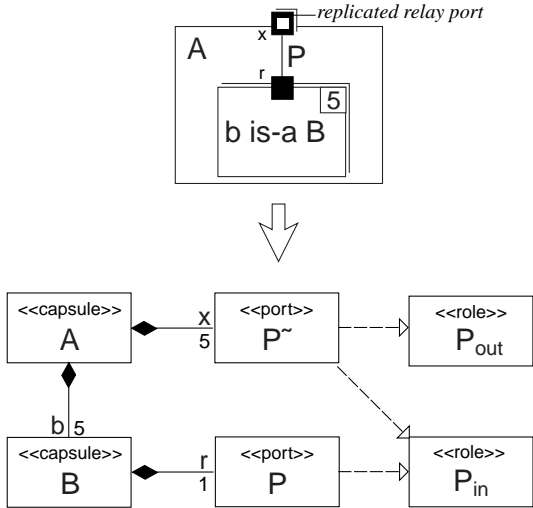 replicated relay port
x
A
P
r
5
b is-a B
<<capsule>>
A
x
5
<<port>>
P~
<<role>>
Pout
b 5
<<capsule>>
B
r
1
<<port>>
P
<<role>>
Pin